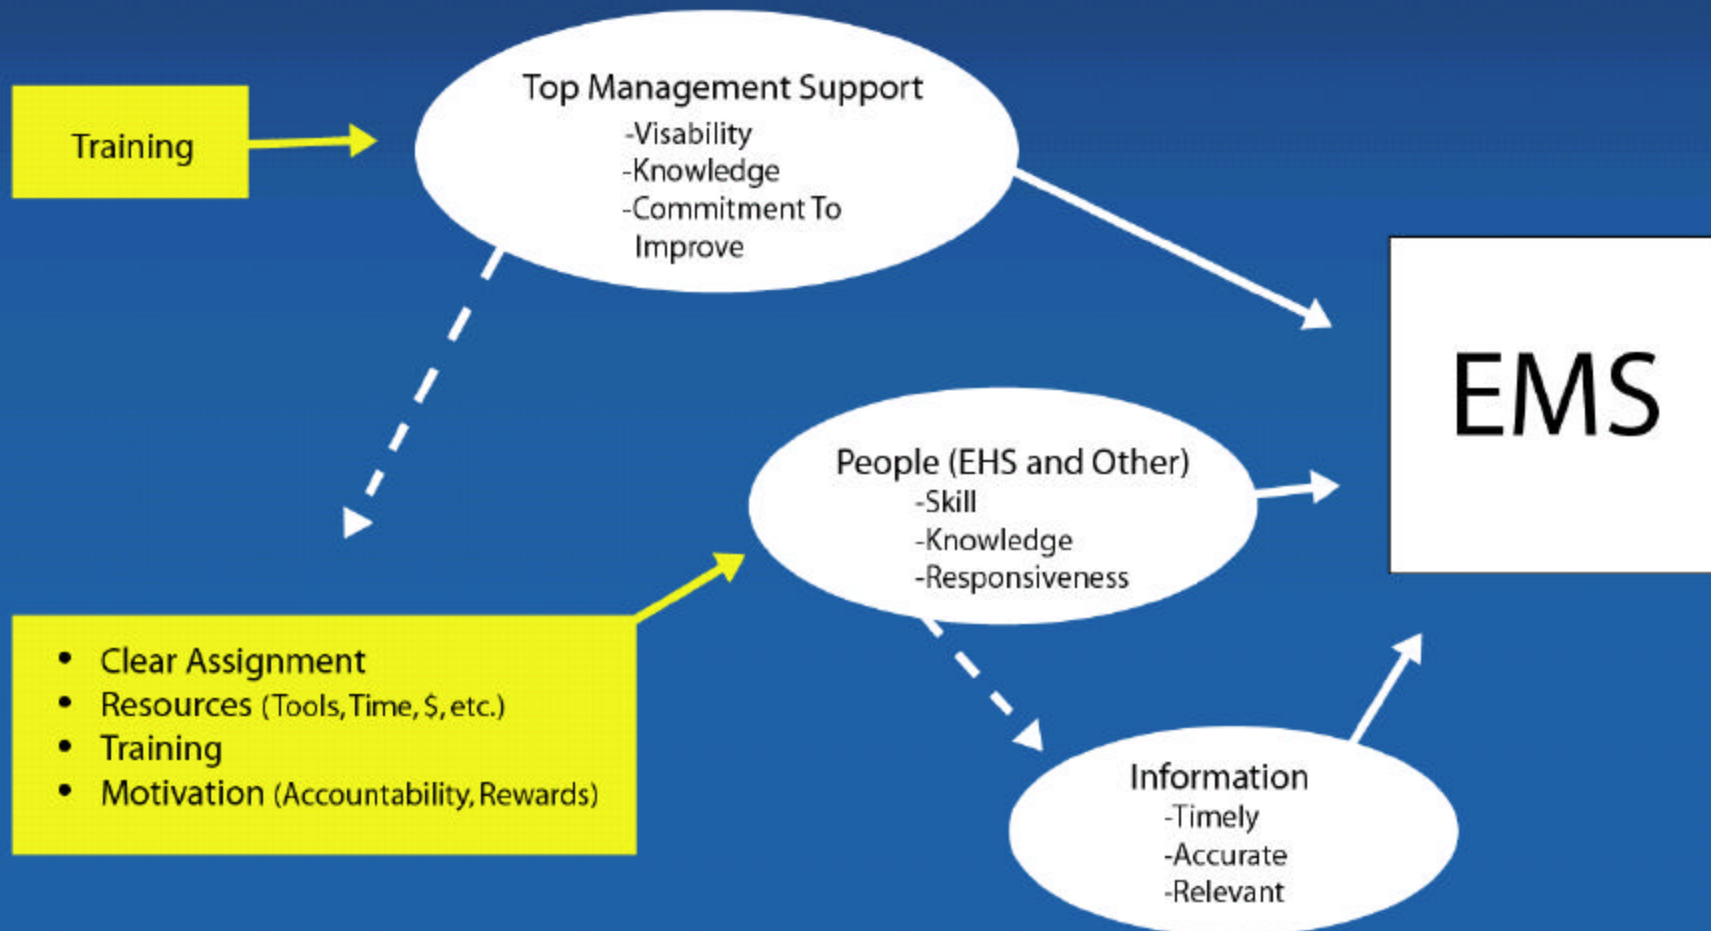 Training
Top Management Support
-Visability
-Knowledge
-Commitment To
Improve
EMS
People (EHS and Other)
-Skill
-Knowledge
-Responsiveness
• Clear Assignment
• Resources (Tools, Time, $, etc.)
• Training
• Motivation (Accountability, Rewards)
Information
-Timely
-Accurate
-Relevant